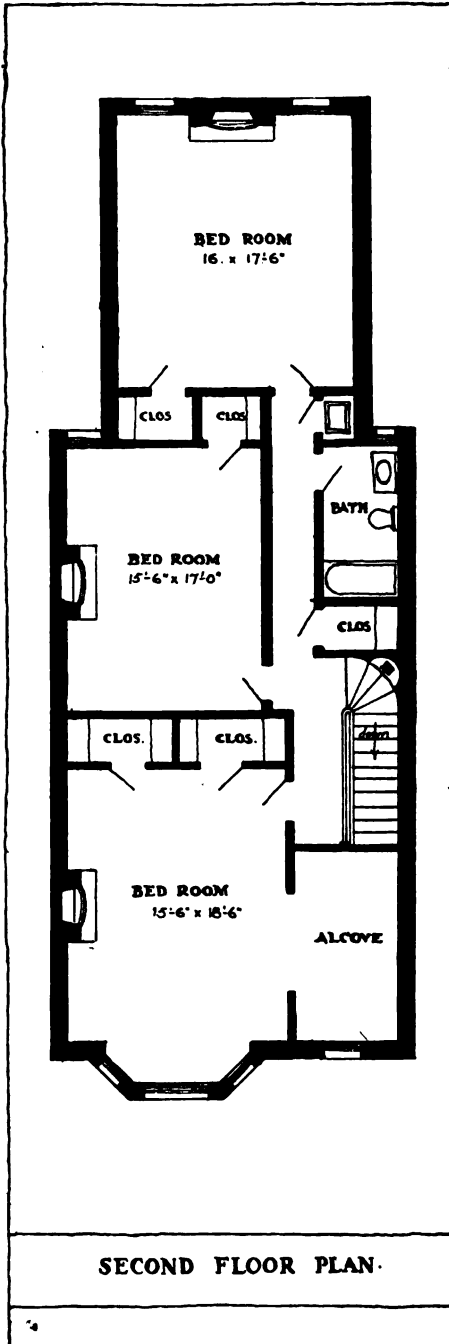 BED ROOM
16. x 17'-6"
CLOS
CLOS
BATH
BED ROOM
15'-6" x 17'-0"
CLOS
down
CLOS.
CLOS.
BED ROOM
15'-6" x 18'-6"
ALCOVE
SECOND FLOOR PLAN.